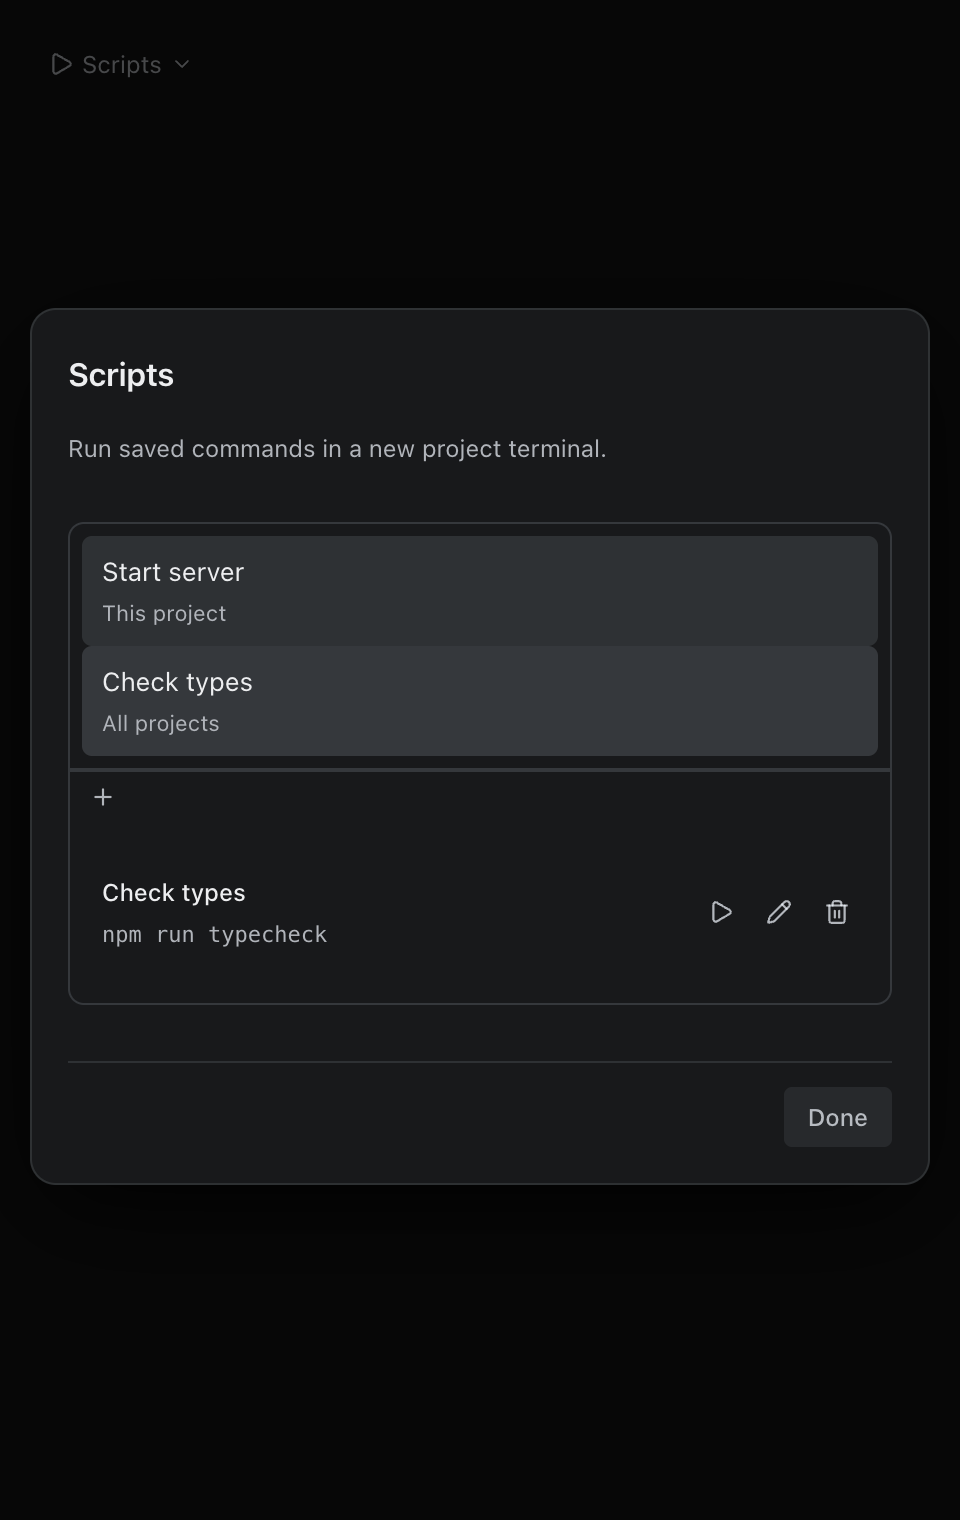 Scripts
Scripts
Run saved commands in a new project terminal.
Start server
This project
Check types
All projects
Check types
npm run typecheck
Done